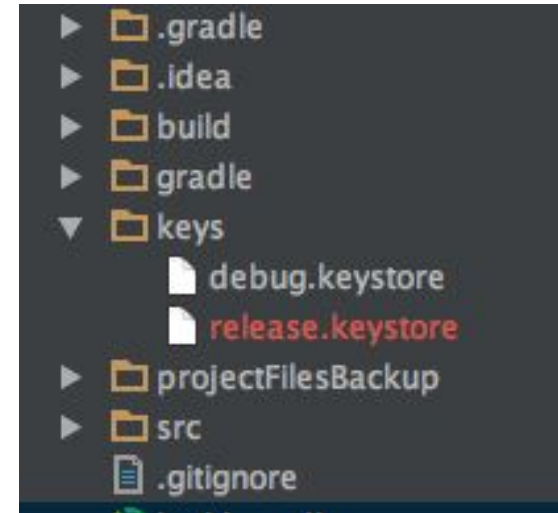 .gradle
.idea
build
gradle
keys
debug.keystore
release.keystore
projectFilesBackup
src
.gitignore